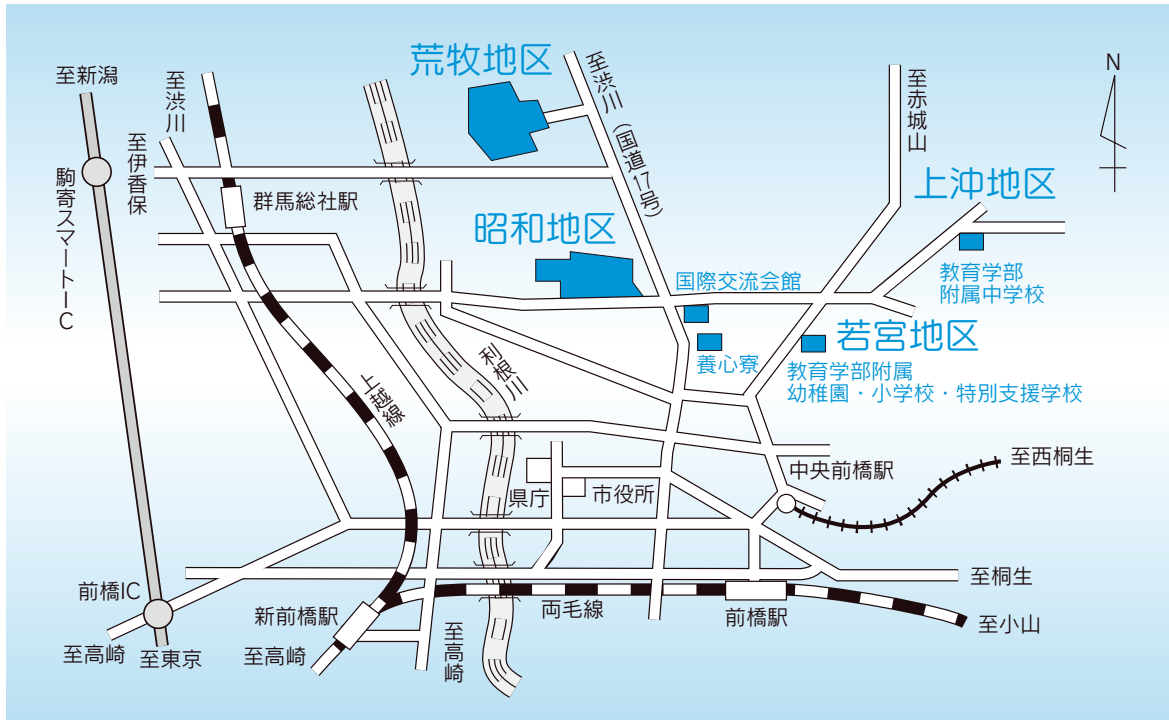 荒牧地区
至新潟
至渋川
至渋川（国道17号）
至赤城山
N
至伊香保
駒寄スマートIC
群馬総社駅
上沖地区
昭和地区
教育学部
附属中学校
国際交流会館
若宮地区
養心寮
教育学部附属
幼稚園・小学校・特別支援学校
利根川
上越線
中央前橋駅
至西桐生
県庁
市役所
前橋IC
新前橋駅
両毛線
前橋駅
至桐生
至小山
至高崎
至東京
至高崎
至高崎